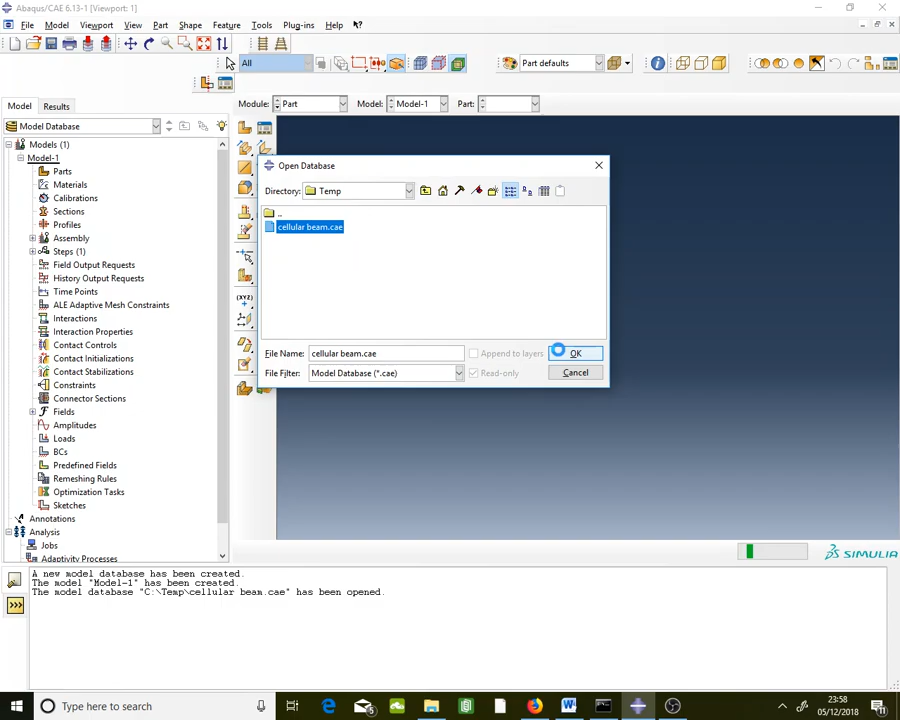 Abaqus/CAE 6.13-1 [Viewport: 1]
File Model Viewport View Part Shape Feature Tools Plug-ins Help
All Part defaults
Model Results
Module: Part Model: Model-1 Part:
Model Database
Models (1)
Model-1
Parts
Materials
Calibrations
Sections
Profiles
Assembly
Steps (1)
Field Output Requests
History Output Requests
Time Points
ALE Adaptive Mesh Constraints
Interactions
Interaction Properties
Contact Controls
Contact Initializations
Contact Stabilizations
Constraints
Connector Sections
Fields
Amplitudes
Loads
BCs
Predefined Fields
Remeshing Rules
Optimization Tasks
Sketches
Annotations
Analysis
Jobs
Adaptivity Processes
(XYZ)
Open Database
Directory: Temp
..
cellular beam.cae
File Name: cellular beam.cae Append to layers OK
File Filter: Model Database (*.cae) Read-only Cancel
SIMULIA
A new model database has been created.
The model "Model-1" has been created.
The model database "C:\Temp\cellular beam.cae" has been opened.
>>>
Type here to search
23:58
05/12/2018